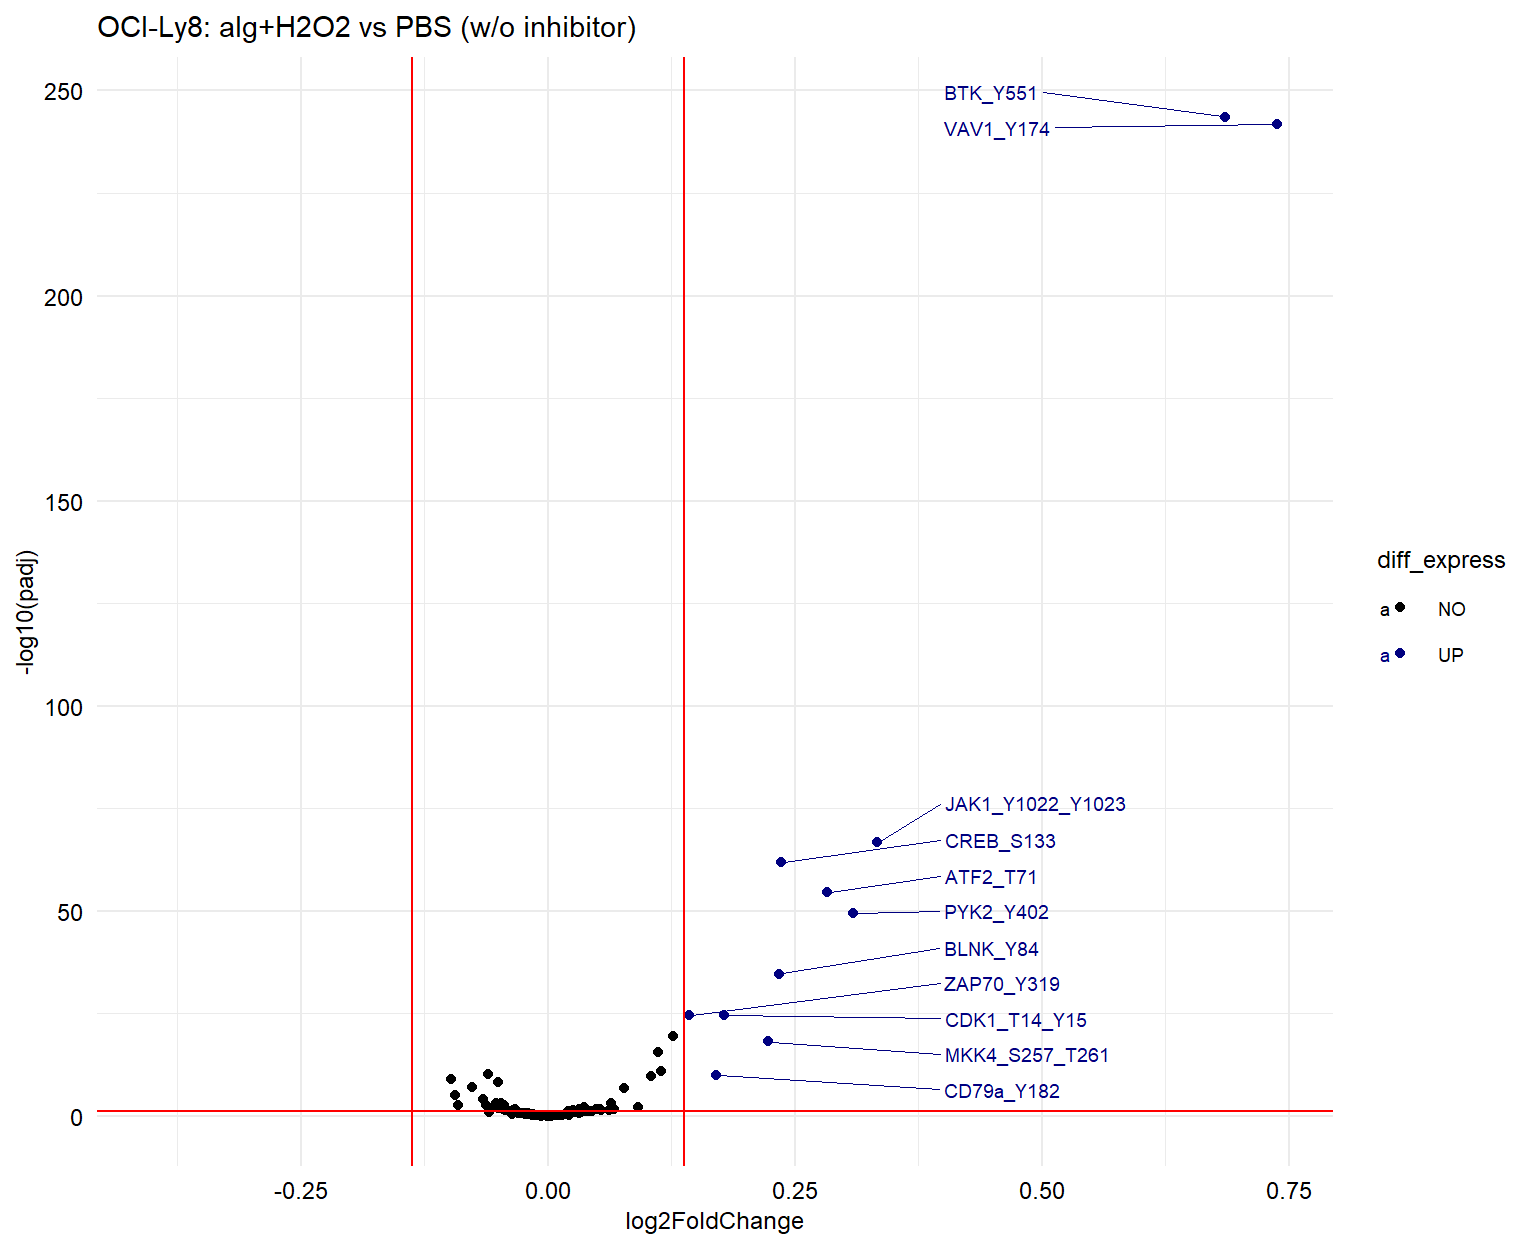 OCI-Ly8: aIg+H2O2 vs PBS (w/o inhibitor)
250
200
150
100
50
0
-log10(padj)
BTK_Y551
VAV1_Y174
JAK1_Y1022_Y1023
CREB_S133
ATF2_T71
PYK2_Y402
BLNK_Y84
ZAP70_Y319
CDK1_T14_Y15
MKK4_S257_T261
CD79a_Y182
-0.25
0.00
0.25
0.50
0.75
log2FoldChange
diff_express
a NO
a UP